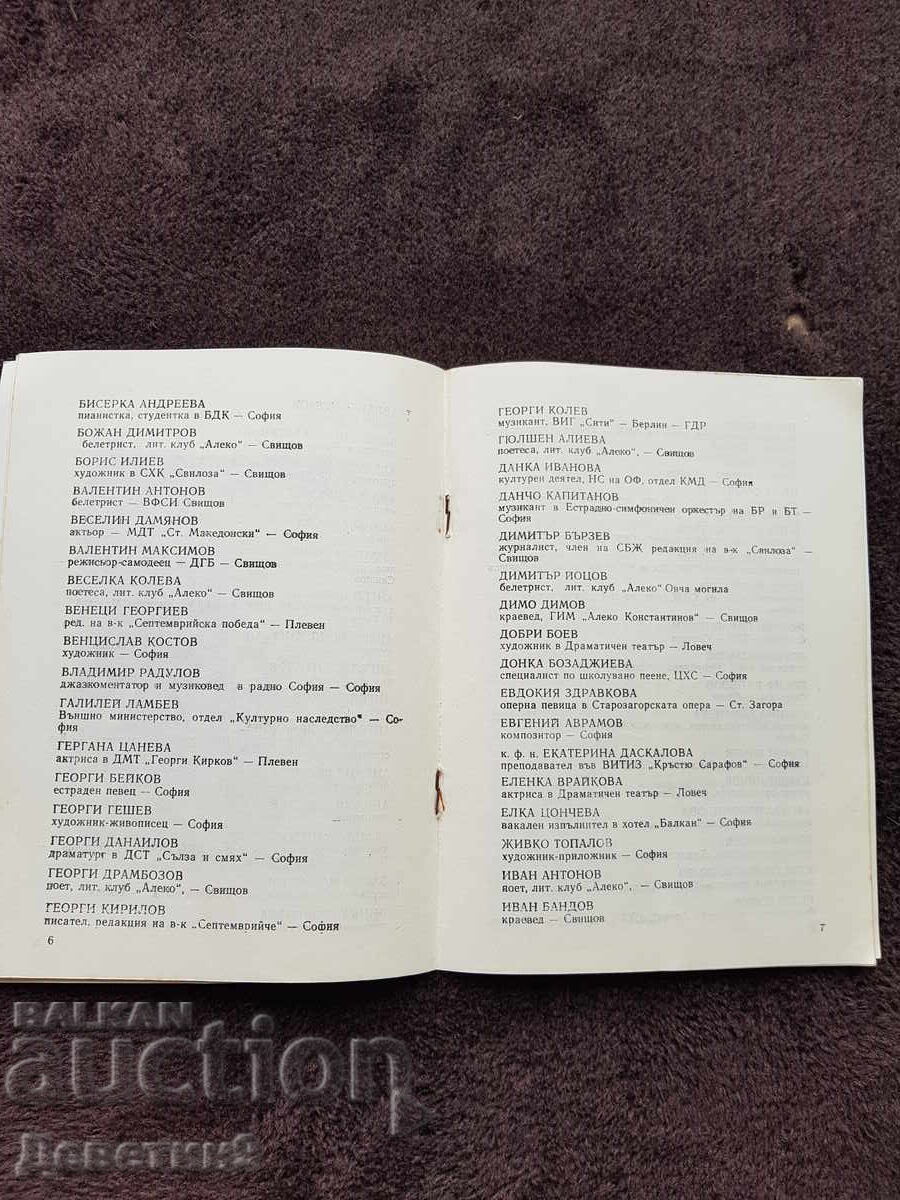 БИСЕРКА АНДРЕЕВА
пианистка, студентка в БДК — София
БОЖАН ДИМИТРОВ
белетрист, лит. клуб „Алеко“ — Свищов
БОРИС ИЛИЕВ
художник в СХК „Свилоза“ — Свищов
ВАЛЕНТИН АНТОНОВ
белетрист — ВФСИ Свищов
ВЕСЕЛИН ДАМЯНОВ
актьор — МДТ „Ст. Македонски“ — София
ВАЛЕНТИН МАКСИМОВ
режисьор-самодеец — ДГБ — Свищов
ВЕСЕЛКА КОЛЕВА
поетеса, лит. клуб „Алеко“ — Свищов
ВЕНЕЦИ ГЕОРГИЕВ
ред. на в-к „Септемврийска победа“ — Плевен
ВЕНЦИСЛАВ КОСТОВ
художник — София
ВЛАДИМИР РАДУЛОВ
джазкоментатор и музиковед в радио София — София
ГАЛИЛЕЙ ЛАМБЕВ
Външно министерство, отдел „Културно наследство“ — Со-
фия
ГЕРГАНА ЦАНЕВА
актриса в ДМТ „Георги Кирков“ — Плевен
ГЕОРГИ БЕЙКОВ
естраден певец — София
ГЕОРГИ ГЕШЕВ
художник-живописец — София
ГЕОРГИ ДАНАИЛОВ
драматург в ДСТ „Сълза и смях“ — София
ГЕОРГИ ДРАМБОЗОВ
поет, лит. клуб „Алеко“, — Свищов
ГЕОРГИ КИРИЛОВ
писател, редакция на в-к „Септемврийче“ — София
6
ГЕОРГИ КОЛЕВ
музикант, ВИГ „Сити“ — Берлин — ГДР
ГЮЛШЕН АЛИЕВА
поетеса, лит. клуб „Алеко“, — Свищов
ДАНКА ИВАНОВА
културен деятел, НС на ОФ, отдел КМД — София
ДАНЧО КАПИТАНОВ
музикант в Естрадно-симфоничен оркестър на БР и БТ —
София
ДИМИТЪР БЪРЗЕВ
журналист, член на СБЖ редакция на в-к „Свилоза“ —
Свищов
ДИМИТЪР ЙОЦОВ
белетрист, лит. клуб „Алеко“ Овча могила
ДИМО ДИМОВ
краевед, ГИМ „Алеко Константинов“ — Свищов
ДОБРИ БОЕВ
художник в Драматичен театър — Ловеч
ДОНКА БОЗАДЖИЕВА
специалист по школувано пеене, ЦХС — София
ЕВДОКИЯ ЗДРАВКОВА
оперна певица в Старозагорската опера — Ст. Загора
ЕВГЕНИЙ АВРАМОВ
композитор — София
к. ф. н. ЕКАТЕРИНА ДАСКАЛОВА
преподавател във ВИТИЗ „Кръстю Сарафов“ — София
ЕЛЕНКА ВРАЙКОВА
актриса в Драматичен театър — Ловеч
ЕЛКА ЦОНЧЕВА
вакален изпълнител в хотел „Балкан“ — София
ЖИВКО ТОПАЛОВ
художник-приложник — София
ИВАН АНТОНОВ
поет, лит. клуб „Алеко“, — Свищов
ИВАН БАНДОВ
краевед — Свищов
7
BALKAN
auction
Деветик9